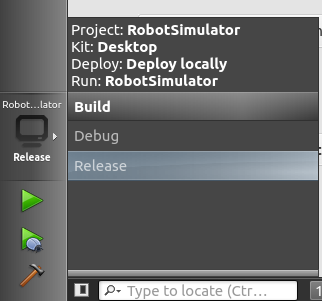 Project: RobotSimulator
Kit: Desktop
Deploy: Deploy locally
Run: RobotSimulator
Robot...lator
Build
Debug
Release
Release
Type to locate (Ctr...
1